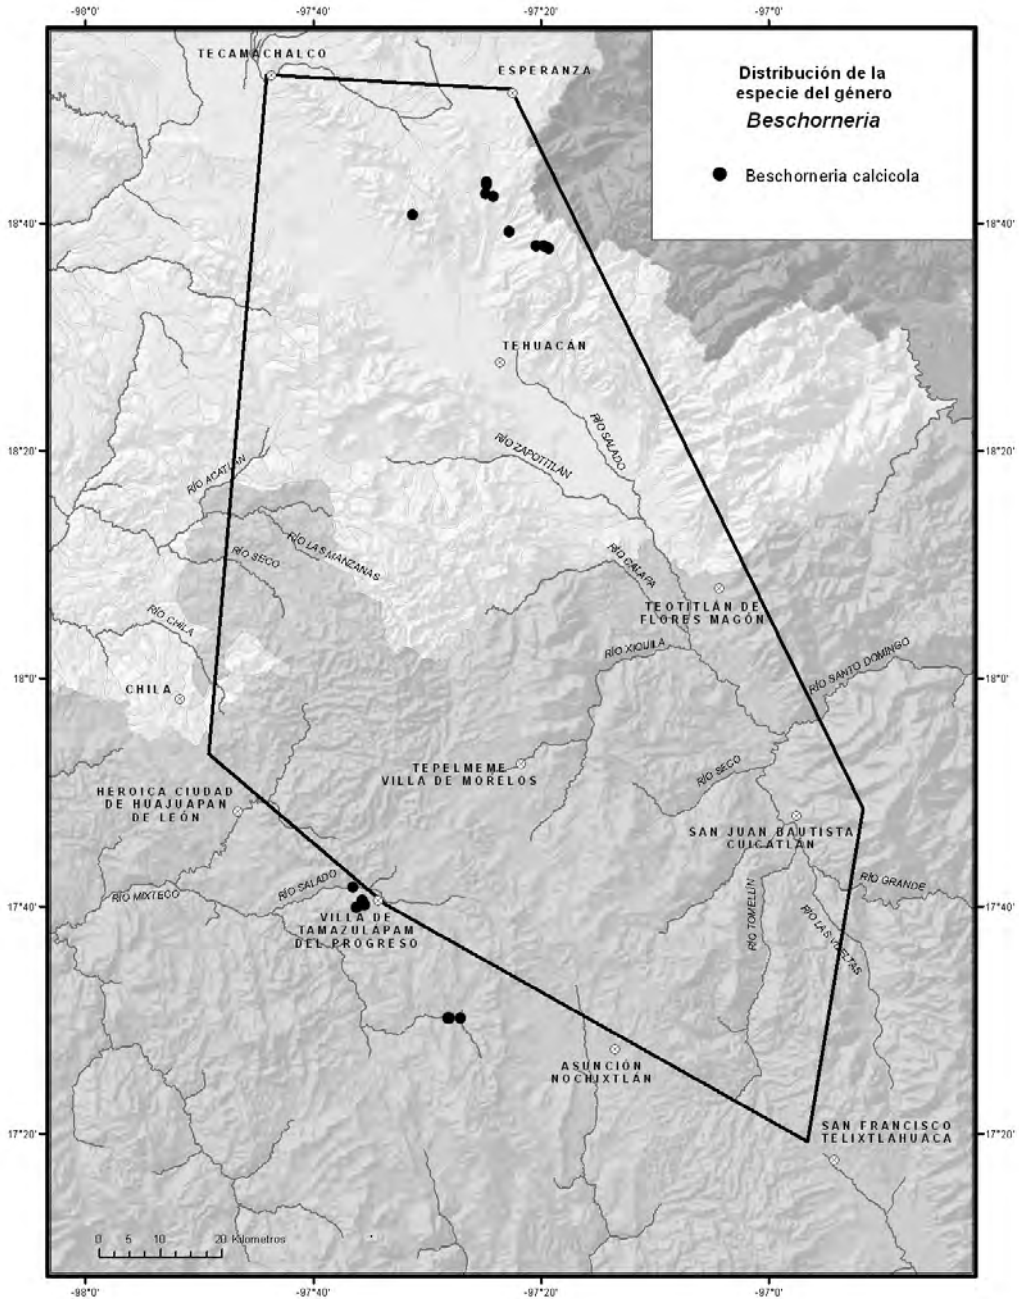 -98°0'
-97°40'
-97°20'
-97°0'
TECAMACHALCO
ESPERANZA
Distribución de la
especie del género
Beschorneria
Beschorneria calcicola
18°40'
18°40'
TEHUACÁN
RÍO SALADO
RÍO ZAPOTITLÁN
18°20'
18°20'
RÍO ACATLÁN
RÍO LAS MANZANAS
RÍO SECO
RÍO CALAPA
TEOTITLÁN DE
FLORES MAGÓN
RÍO CHILA
RÍO XIQUILA
RÍO SANTO DOMINGO
18°0'
18°0'
CHILA
TEPELMEME
VILLA DE MORELOS
RÍO SECO
HEROICA CIUDAD
DE HUAJUAPAN
DE LEÓN
SAN JUAN BAUTISTA
CUICATLÁN
RÍO SALADO
RÍO MIXTECO
RÍO GRANDE
17°40'
17°40'
VILLA DE
TAMAZULÁPAM
DEL PROGRESO
RÍO TOMELLÍN
RÍO LAS VUELTAS
ASUNCIÓN
NOCHIXTLÁN
17°20'
17°20'
SAN FRANCISCO
TELIXTLAHUACA
0 5 10 20 Kilometros
-98°0'
-97°40'
-97°20'
-97°0'